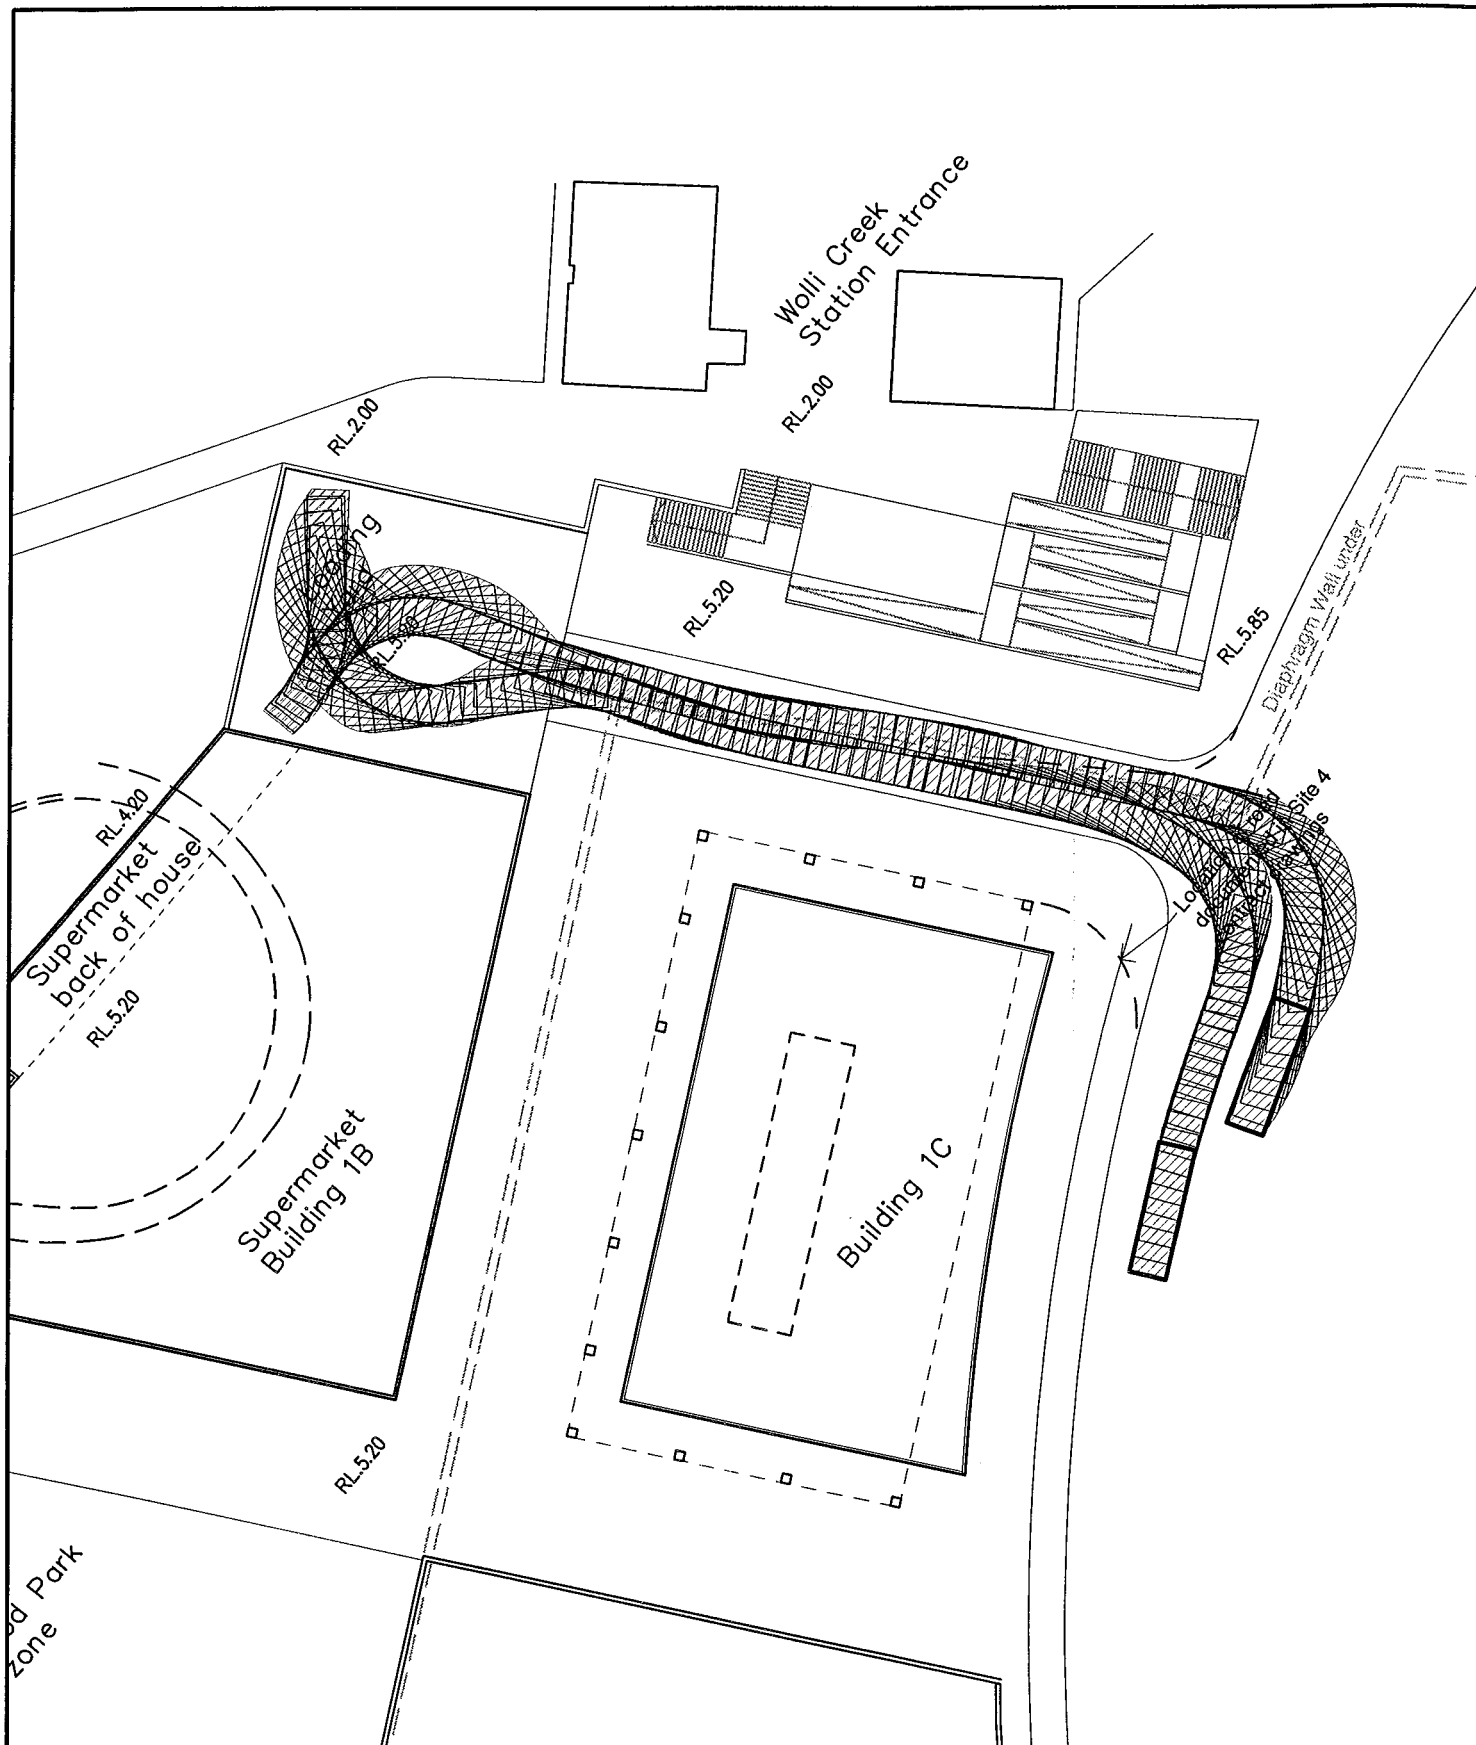 Wolli Creek
Station Entrance
RL.2.00
RL.2.00
RL.5.20
RL.5.85
Diaphragm Wall under
RL.4.20
Supermarket
back of house
RL.5.20
Supermarket
Building 1B
Building 1C
RL.5.20
Park
zone
Site 4